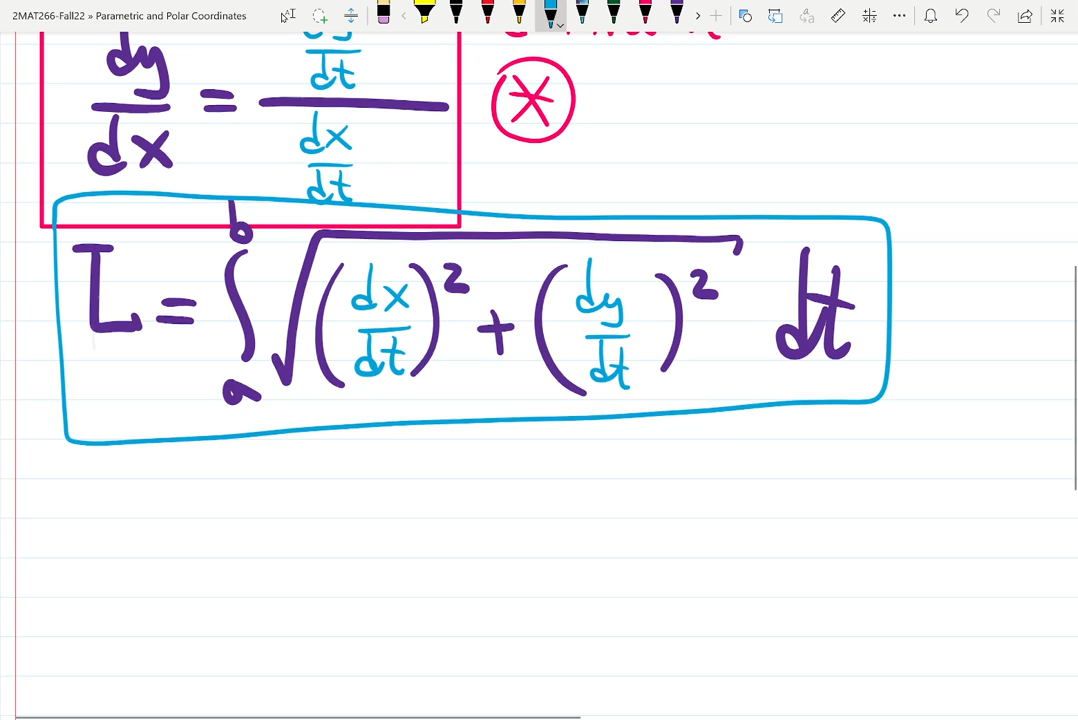 2MAT266-Fall22 » Parametric and Polar Coordinates
dy/dx = (dy/dt)/(dx/dt)
L = ∫_a^b √((dx/dt)² + (dy/dt)²) dt